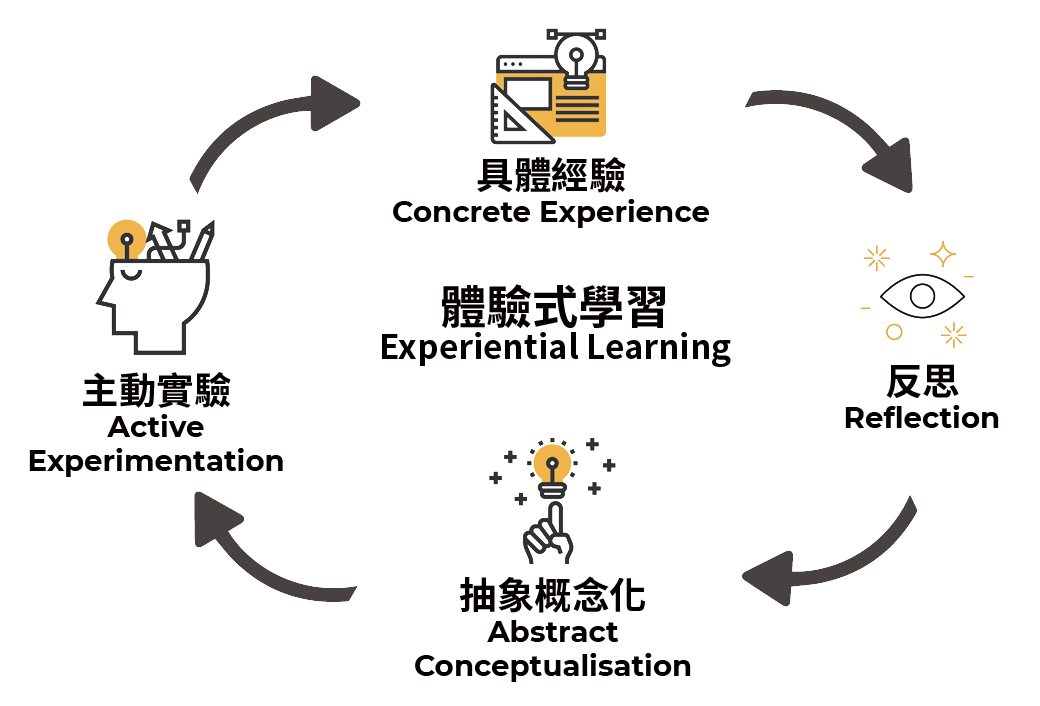 具體經驗
Concrete Experience
體驗式學習
Experiential Learning
反思
Reflection
抽象概念化
Abstract
Conceptualisation
主動實驗
Active
Experimentation